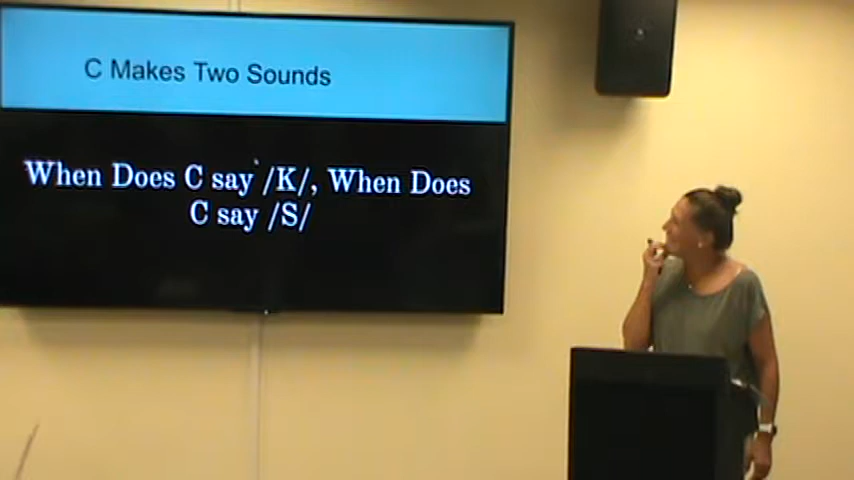 C Makes Two Sounds
When Does C say /K/, When Does
C say /S/